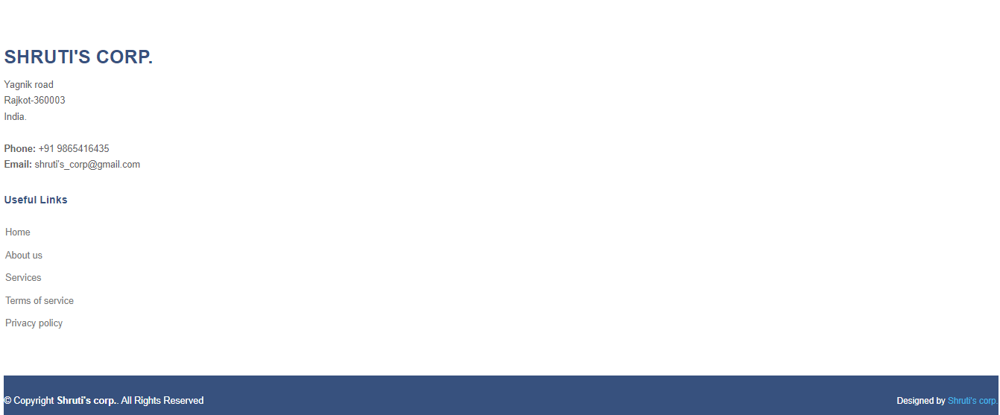 SHRUTI'S CORP.
Yagnik road
Rajkot-360003
India.
Phone: +91 9865416435
Email: shruti's_corp@gmail.com
Useful Links
Home
About us
Services
Terms of service
Privacy policy
© Copyright Shruti's corp.. All Rights Reserved
Designed by Shruti's corp.